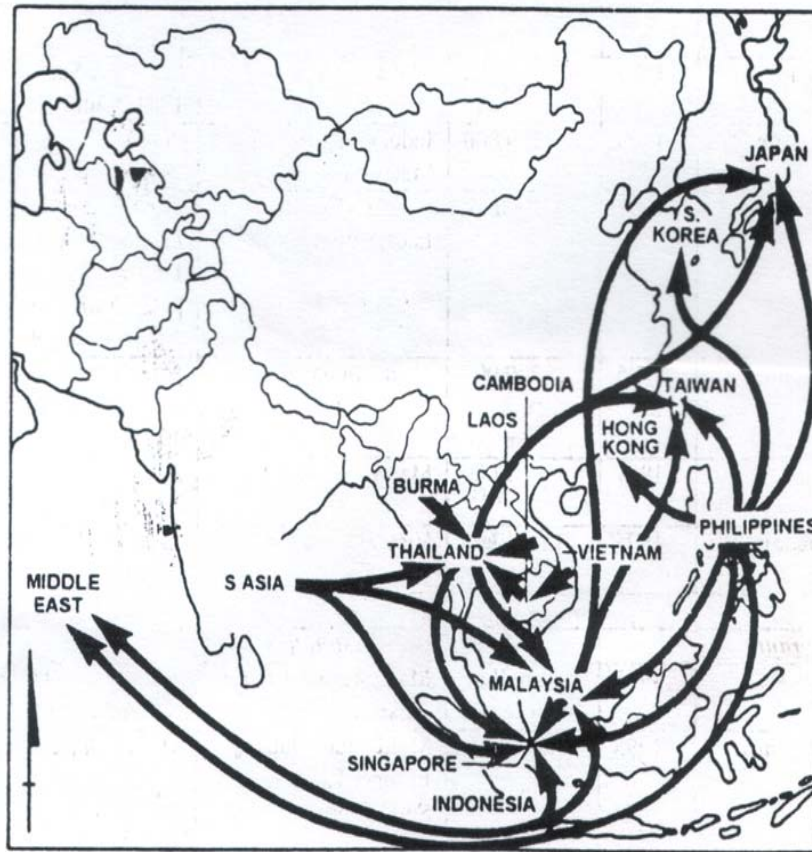 JAPAN
S.
KOREA
CAMBODIA
TAIWAN
LAOS
HONG
KONG
BURMA
PHILIPPINES
THAILAND
VIETNAM
MIDDLE
EAST
S ASIA
MALAYSIA
SINGAPORE
INDONESIA